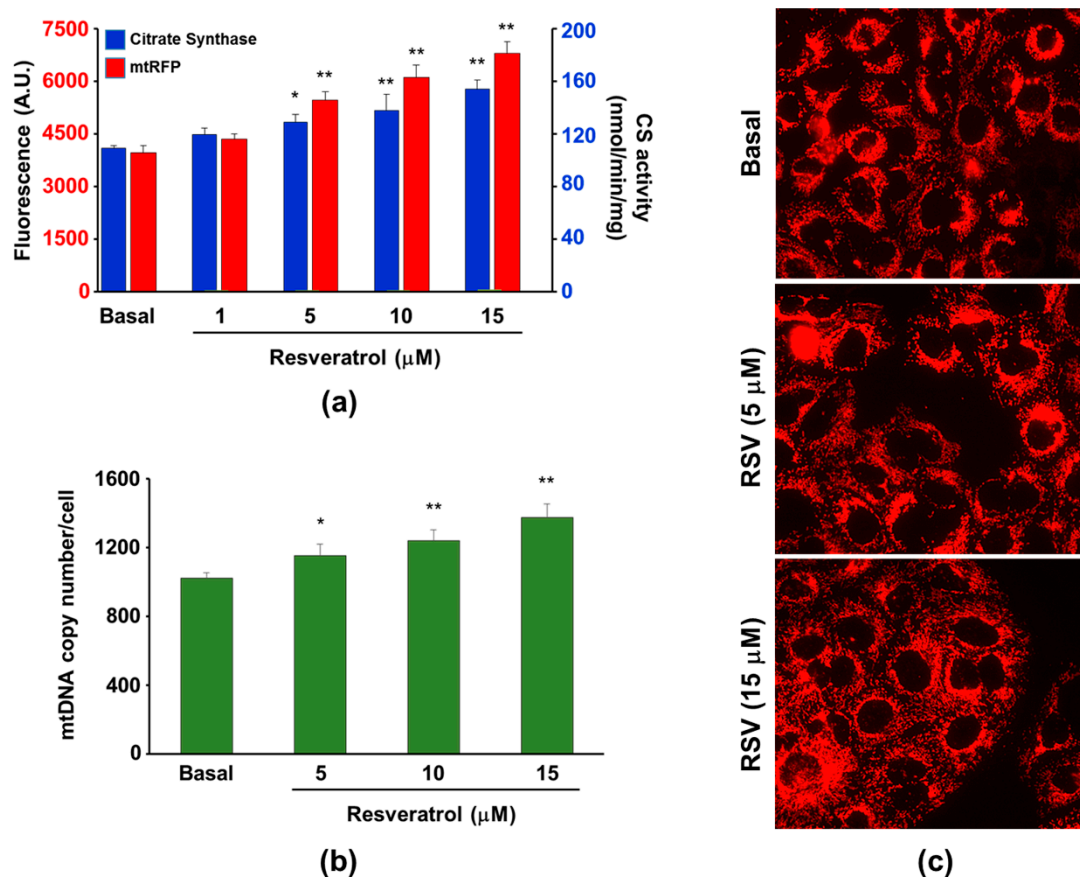 7500
6000
4500
3000
1500
0
Fluorescence (A.U.)
Citrate Synthase
mtRFP
*
**
**
**
**
**
200
160
120
80
40
0
CS activity
(nmol/min/mg)
Basal
1
5
10
15
Resveratrol (μM)
(a)
1600
1200
800
400
0
mtDNA copy number/cell
*
**
**
Basal
5
10
15
Resveratrol (μM)
(b)
Basal
RSV (5 μM)
RSV (15 μM)
(c)